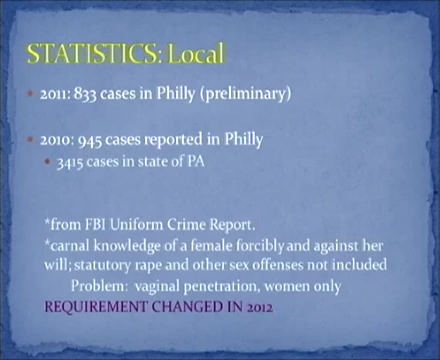 STATISTICS: Local
2011: 833 cases in Philly (preliminary)
2010: 945 cases reported in Philly
3415 cases in state of PA
*from FBI Uniform Crime Report.
*carnal knowledge of a female forcibly and against her
will; statutory rape and other sex offenses not included
Problem: vaginal penetration, women only
REQUIREMENT CHANGED IN 2012